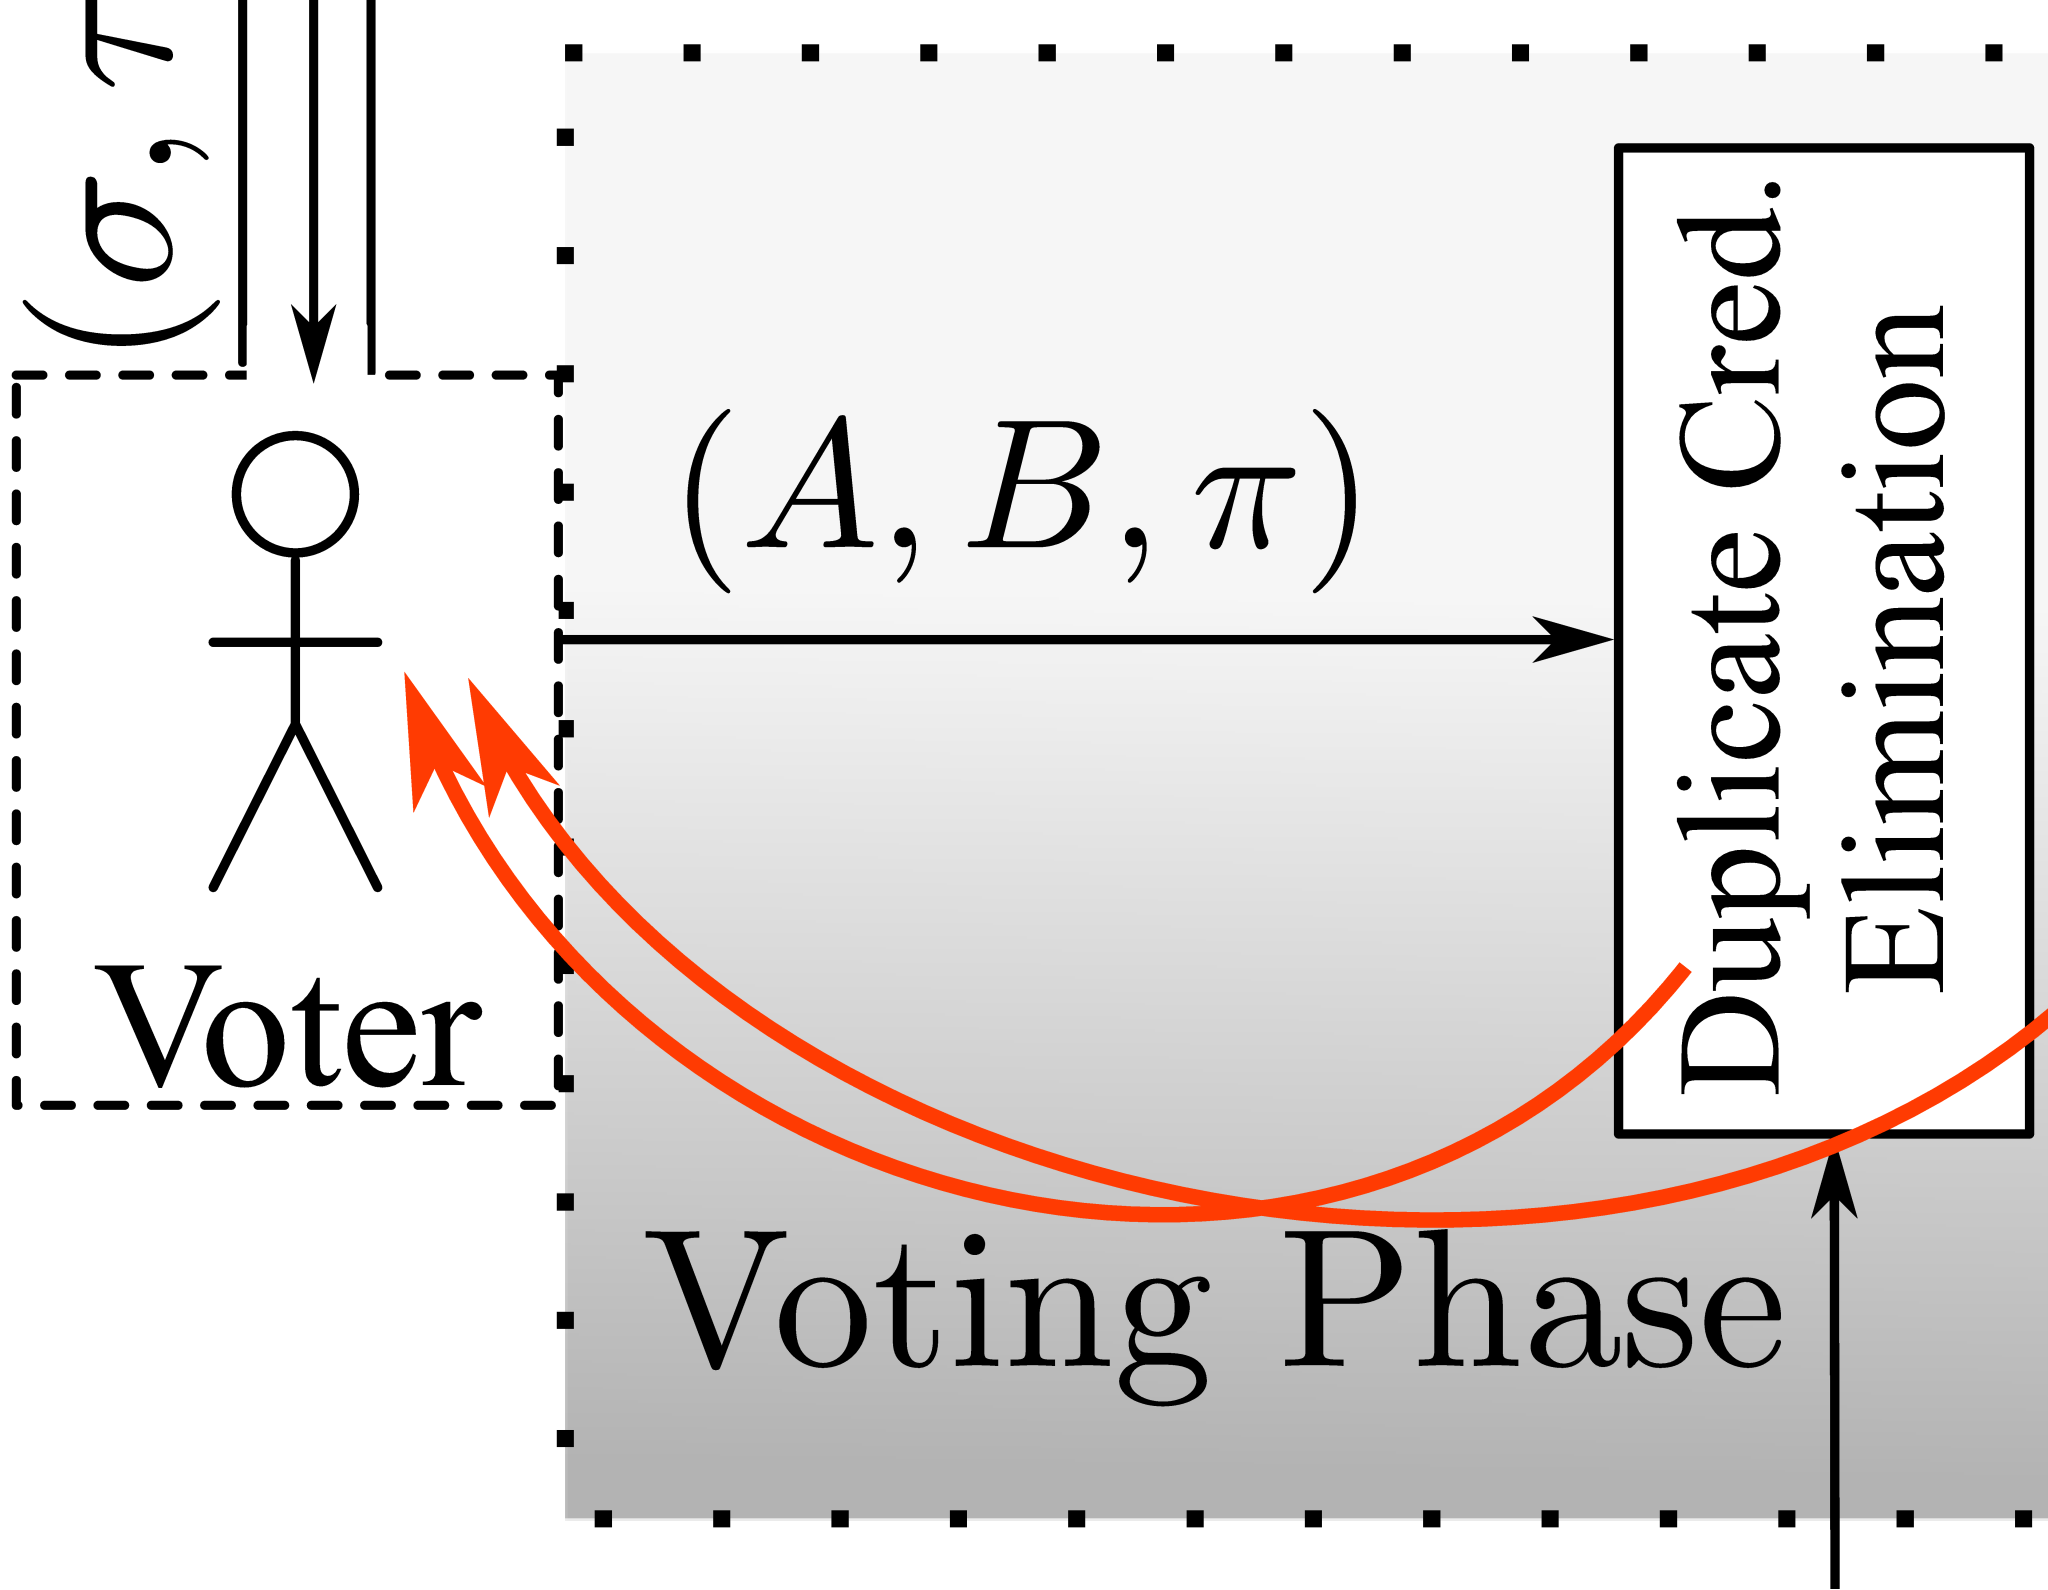 (σ, τ
(A, B, π)
Duplicate Cred.
Elimination
Voter
Voting Phase